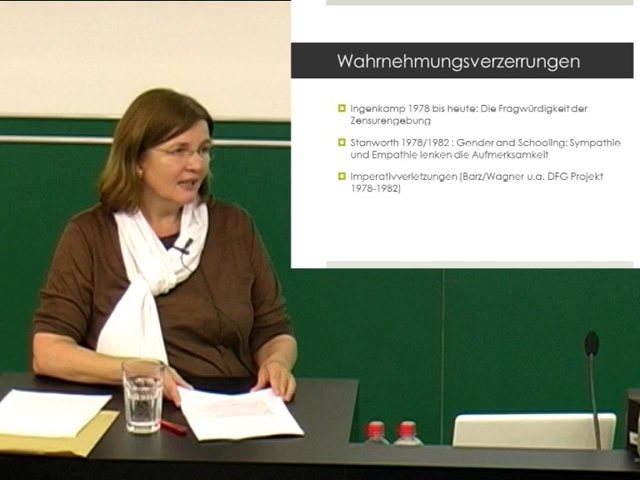 Wahrnehmungsverzerrungen
Ingenkamp 1978 bis heute: Die Fragwürdigkeit der
Zensurengebung
Stanworth 1978/1982 : Gender and Schooling: Sympathie
und Empathie lenken die Aufmerksamkeit
Imperativverletzungen (Barz/Wagner u.a. DFG Projekt
1978-1982)